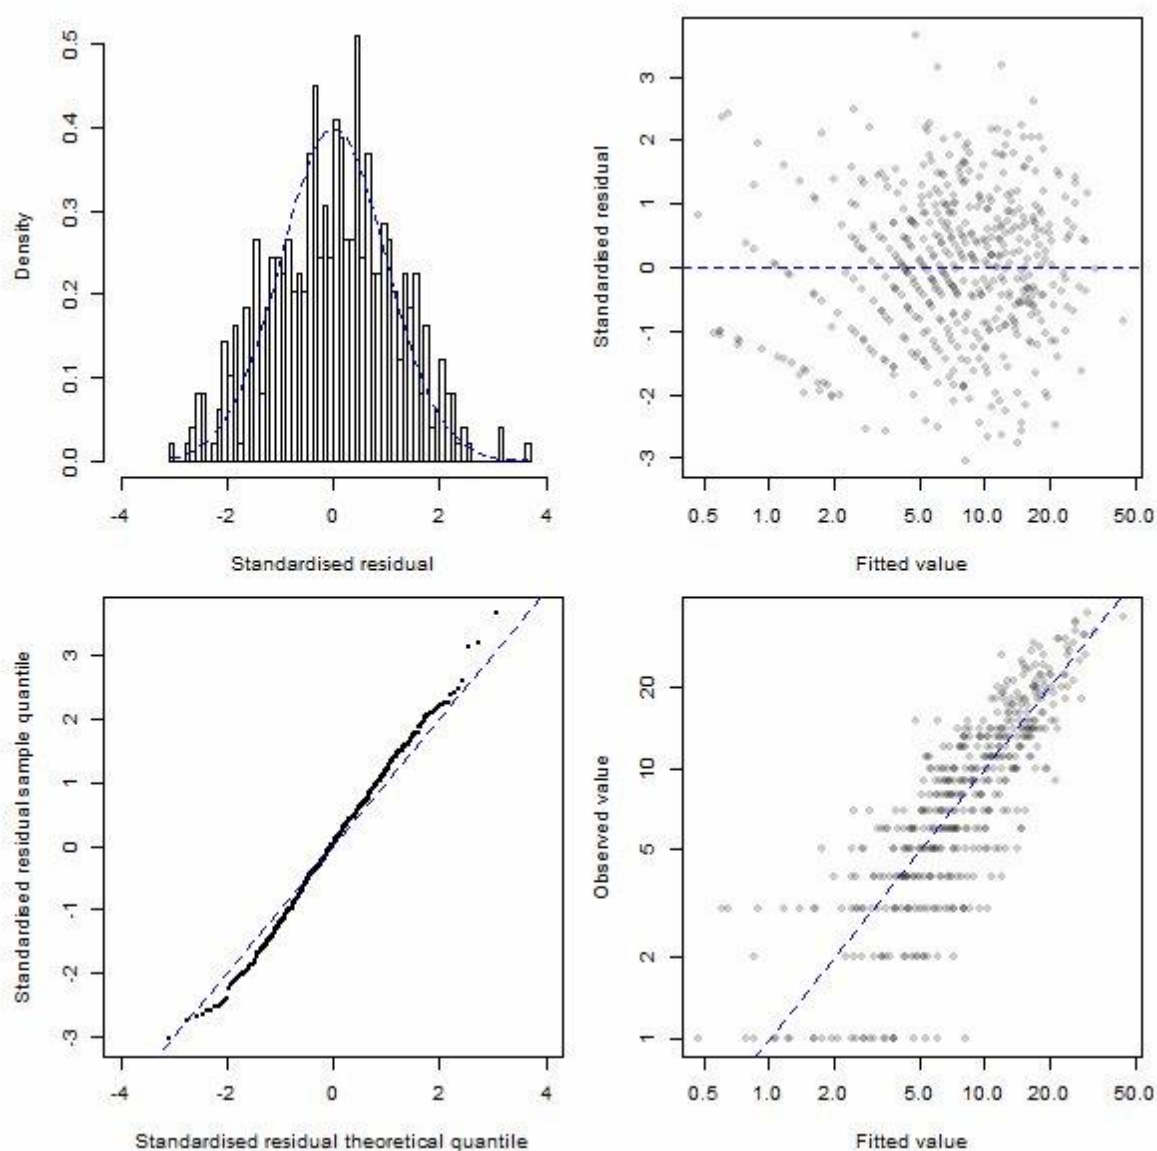 0.5
0.4
0.3
0.2
0.1
0.0
Density
-4 -2 0 2 4
Standardised residual
3
2
1
0
-1
-2
-3
Standardised residual
0.5 1.0 2.0 5.0 10.0 20.0 50.0
Fitted value
3
2
1
0
-1
-2
-3
Standardised residual sample quantile
-4 -2 0 2 4
Standardised residual theoretical quantile
20
10
5
2
1
Observed value
0.5 1.0 2.0 5.0 10.0 20.0 50.0
Fitted value